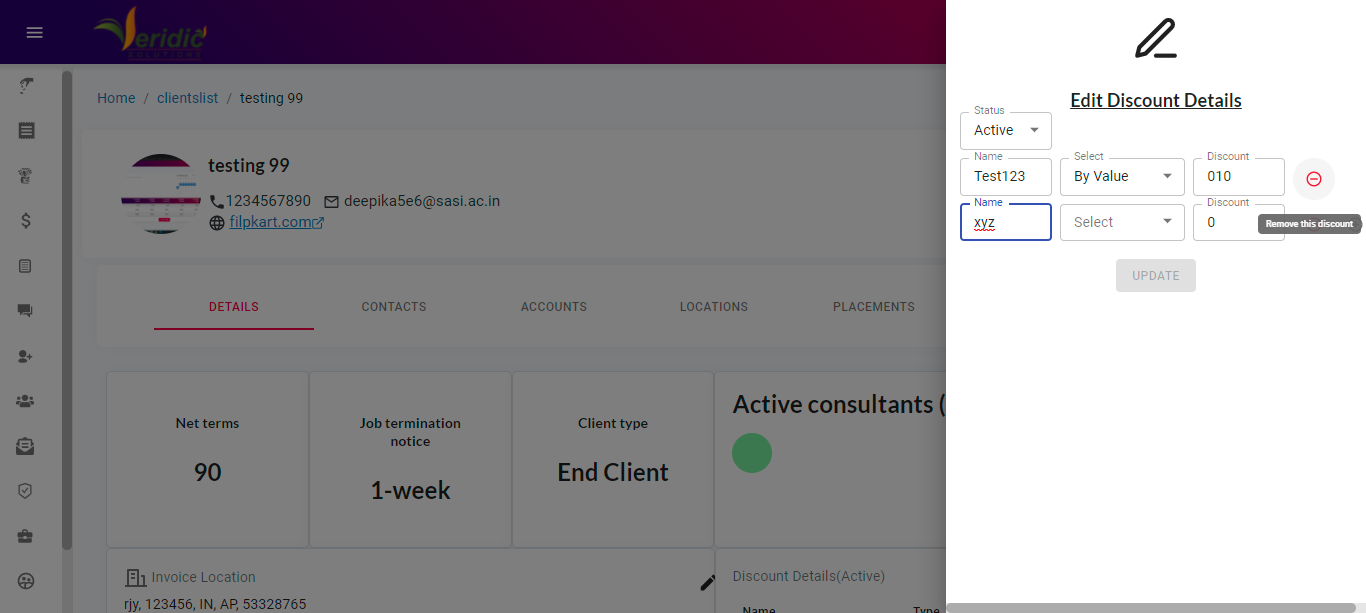 eridic
SOLUTIONS
Home / clientslist / testing 99
testing 99
1234567890 deepika5e6@sasi.ac.in
filpkart.com
DETAILS CONTACTS ACCOUNTS LOCATIONS PLACEMENTS
Net terms
90
Job termination
notice
1-week
Client type
End Client
Active consultants (
Invoice Location
rjy, 123456, IN, AP, 53328765
Discount Details(Active)
Name Type
Edit Discount Details
Status
Active
Name Select Discount
Test123 By Value 010
Name Discount
xyz Select 0
Remove this discount
UPDATE